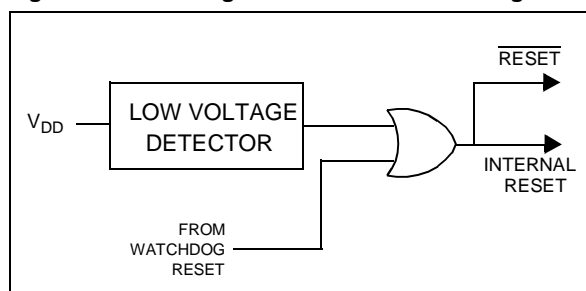 RESET
V_DD
LOW VOLTAGE
DETECTOR
INTERNAL
RESET
FROM
WATCHDOG
RESET